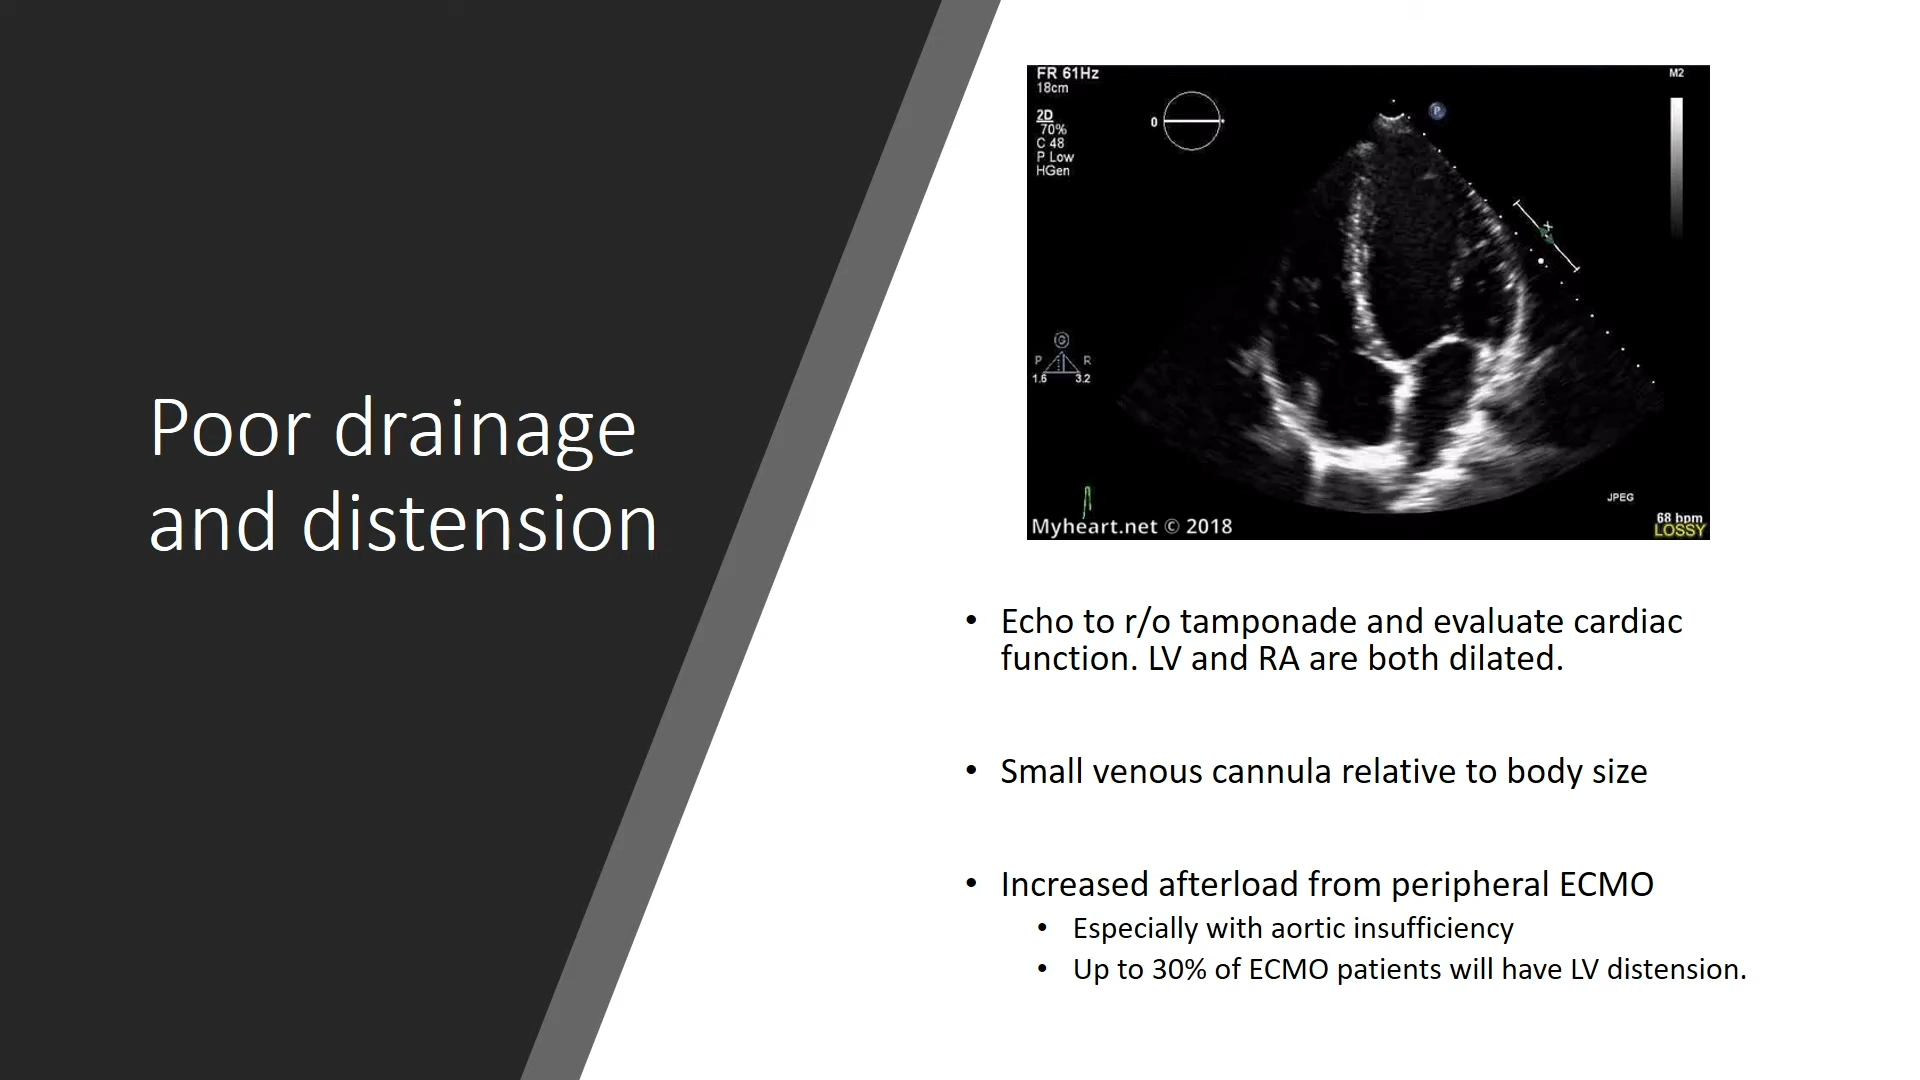 Poor drainage
and distension
FR 61Hz
18cm
M2
2D
70%
C 48
P Low
HGen
0
P
G
P R
1.6 3.2
JPEG
68 bpm
LOSSY
Myheart.net © 2018
• Echo to r/o tamponade and evaluate cardiac
function. LV and RA are both dilated.
• Small venous cannula relative to body size
• Increased afterload from peripheral ECMO
• Especially with aortic insufficiency
• Up to 30% of ECMO patients will have LV distension.